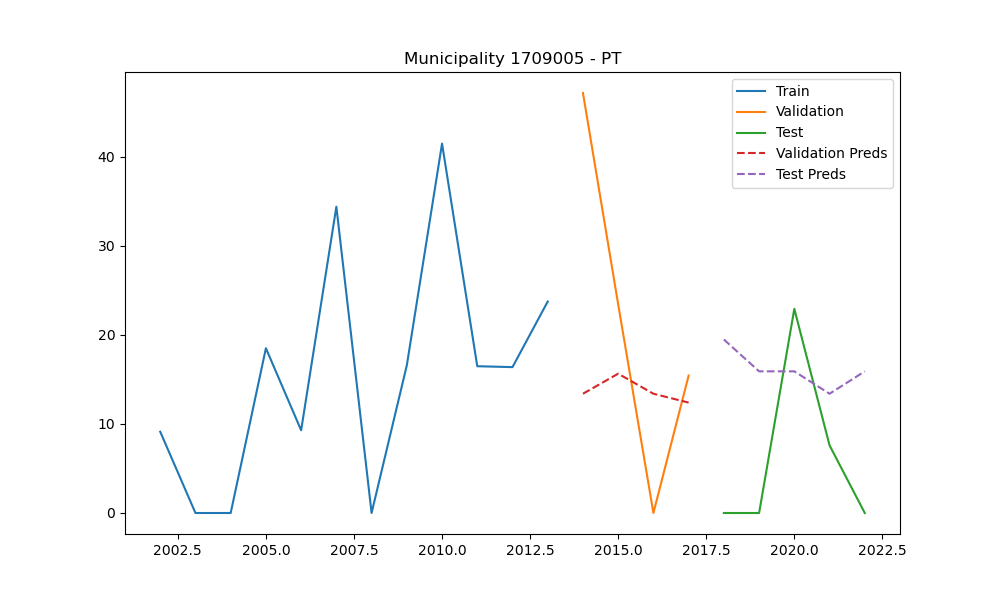 Municipality 1709005 - PT
Train
Validation
Test
Validation Preds
Test Preds
40
30
20
10
0
2002.5 2005.0 2007.5 2010.0 2012.5 2015.0 2017.5 2020.0 2022.5